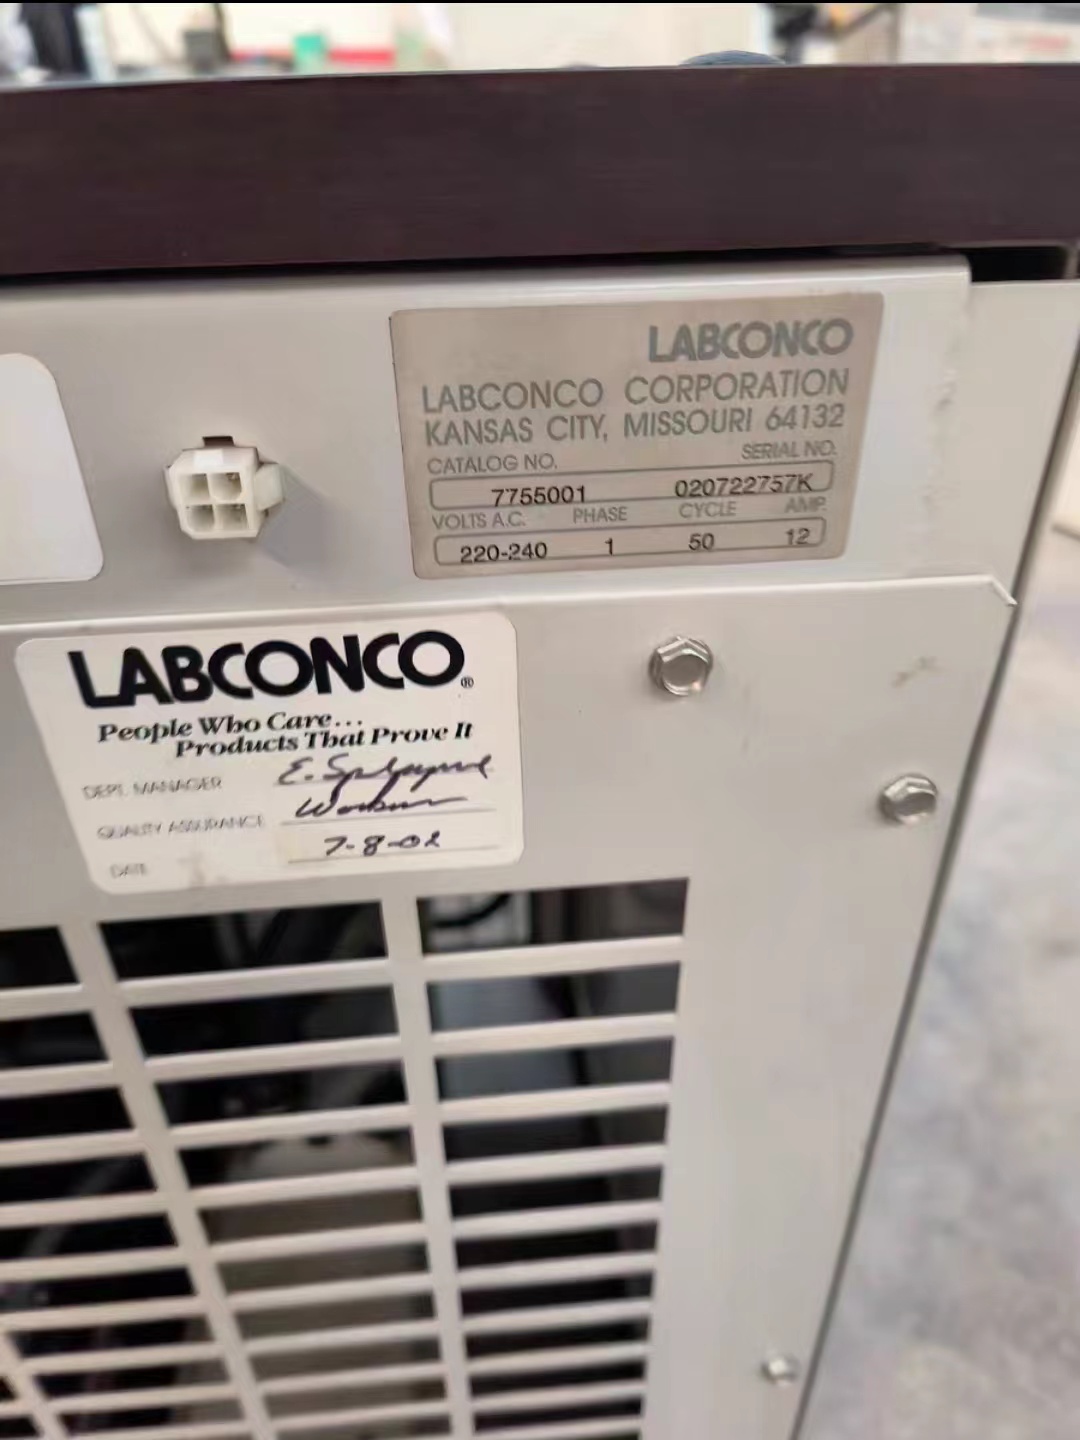 LABCONCO
LABCONCO CORPORATION
KANSAS CITY, MISSOURI 64132
CATALOG NO. SERIAL NO.
7755001 020722757K
VOLTS A.C. PHASE CYCLE AMP.
220-240 1 50 12
LABCONCO®
People Who Care...
Products That Prove It
DEPT. MANAGER E.
QUALITY ASSURANCE
DATE 7-8-02